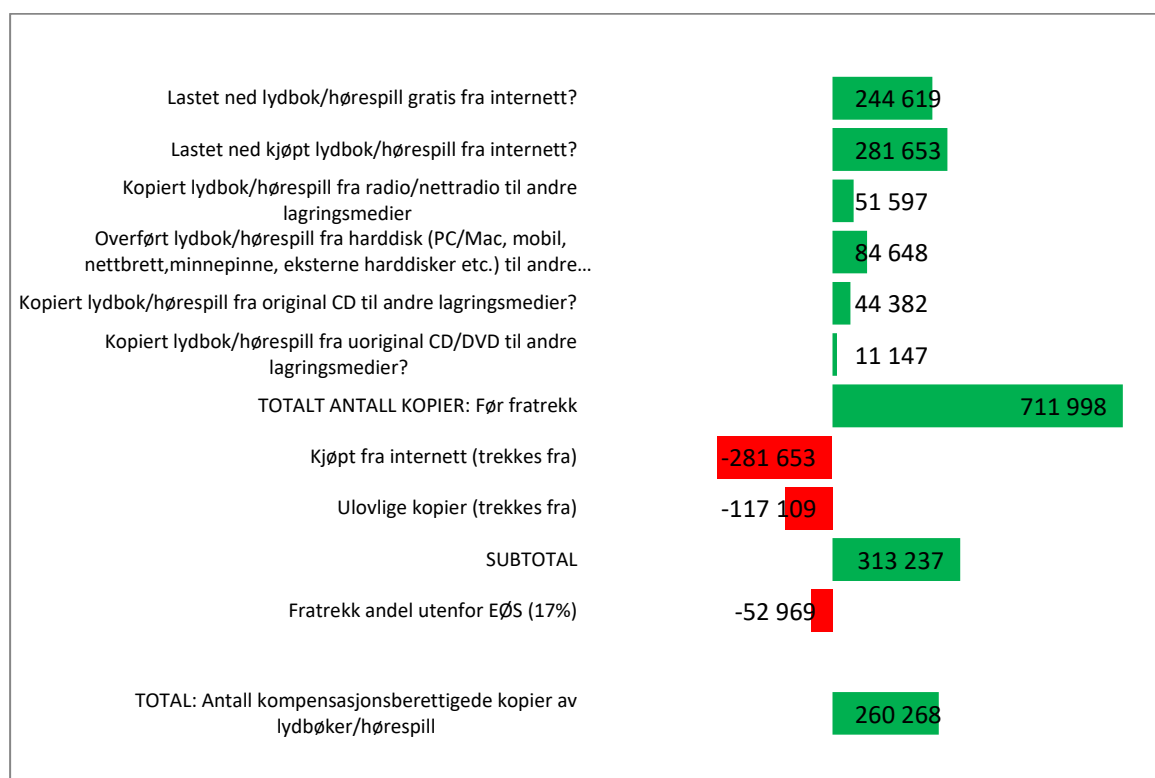 Lastet ned lydbok/hørespill gratis fra internett?
244 619
Lastet ned kjøpt lydbok/hørespill fra internett?
281 653
Kopiert lydbok/hørespill fra radio/nettradio til andre
lagringsmedier
51 597
Overført lydbok/hørespill fra harddisk (PC/Mac, mobil,
nettbrett,minnepinne, eksterne harddisker etc.) til andre...
84 648
Kopiert lydbok/hørespill fra original CD til andre lagringsmedier?
44 382
Kopiert lydbok/hørespill fra uoriginal CD/DVD til andre
lagringsmedier?
11 147
TOTALT ANTALL KOPIER: Før fratrekk
711 998
Kjøpt fra internett (trekkes fra)
-281 653
Ulovlige kopier (trekkes fra)
-117 109
SUBTOTAL
313 237
Fratrekk andel utenfor EØS (17%)
-52 969
TOTAL: Antall kompensasjonsberettigede kopier av
lydbøker/hørespill
260 268